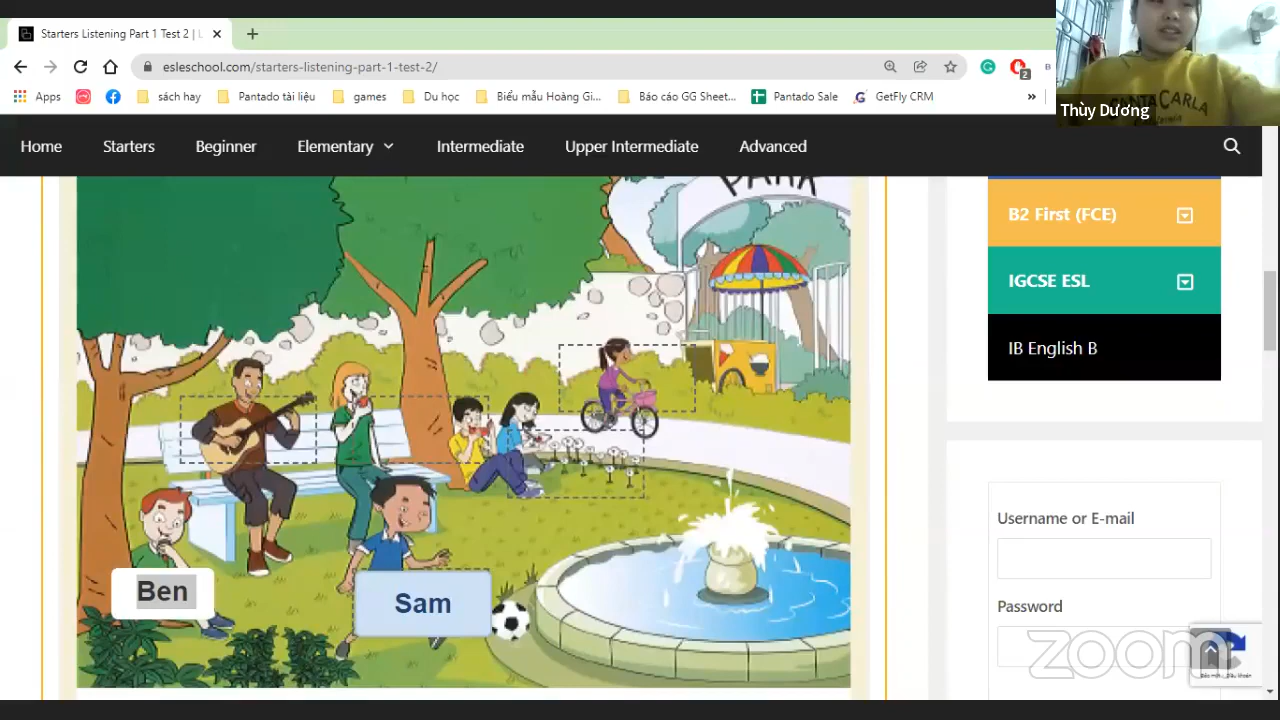 Starters Listening Part 1 Test 2 | L
esleschool.com/starters-listening-part-1-test-2/
2
Apps
sách hay
Pantado tài liệu
games
Du học
Biểu mẫu Hoàng Gi...
Báo cáo GG Sheet...
Pantado Sale
GetFly CRM
»
Thùy Dương
Home
Starters
Beginner
Elementary
Intermediate
Upper Intermediate
Advanced
B2 First (FCE)
IGCSE ESL
IB English B
Ben
Sam
Username or E-mail
Password
zoom